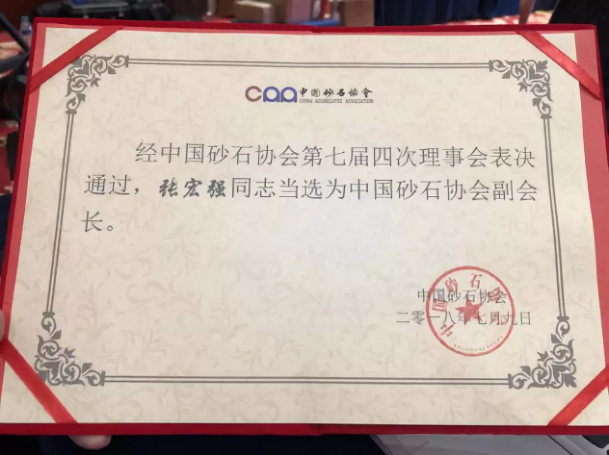 CAA 中国砂石協會
CHINA AGGREGATES ASSOCIATION
经中国砂石协会第七届四次理事会表决
通过，张宏强同志当选为中国砂石协会副会
长。
中国砂石协会
二零一八年七月九日